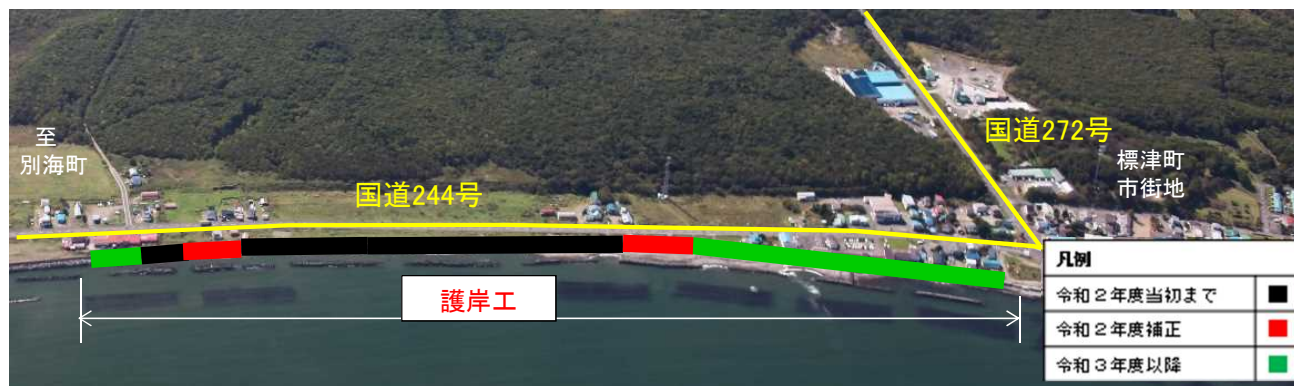 至
別海町
国道244号
国道272号
標津町
市街地
護岸工
凡例
令和２年度当初まで
令和２年度補正
令和３年度以降